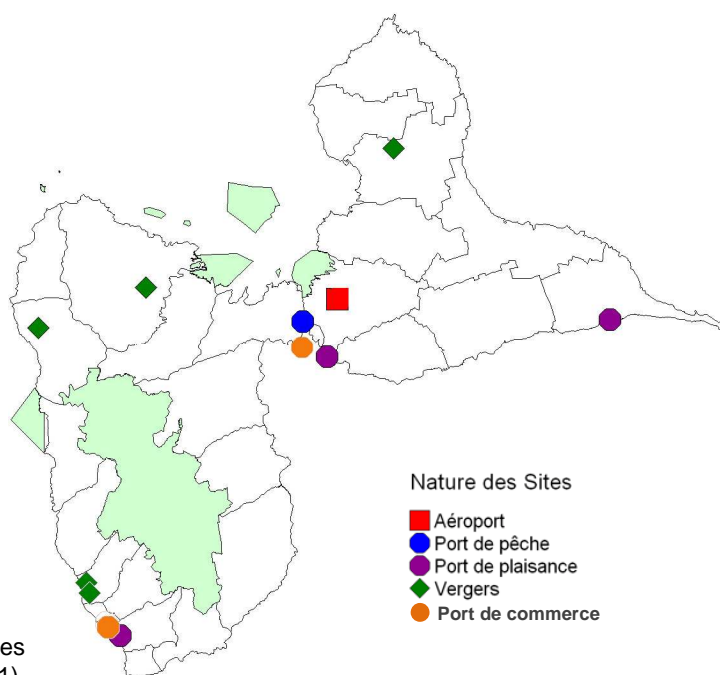 Nature des Sites
Aéroport
Port de pêche
Port de plaisance
Vergers
Port de commerce